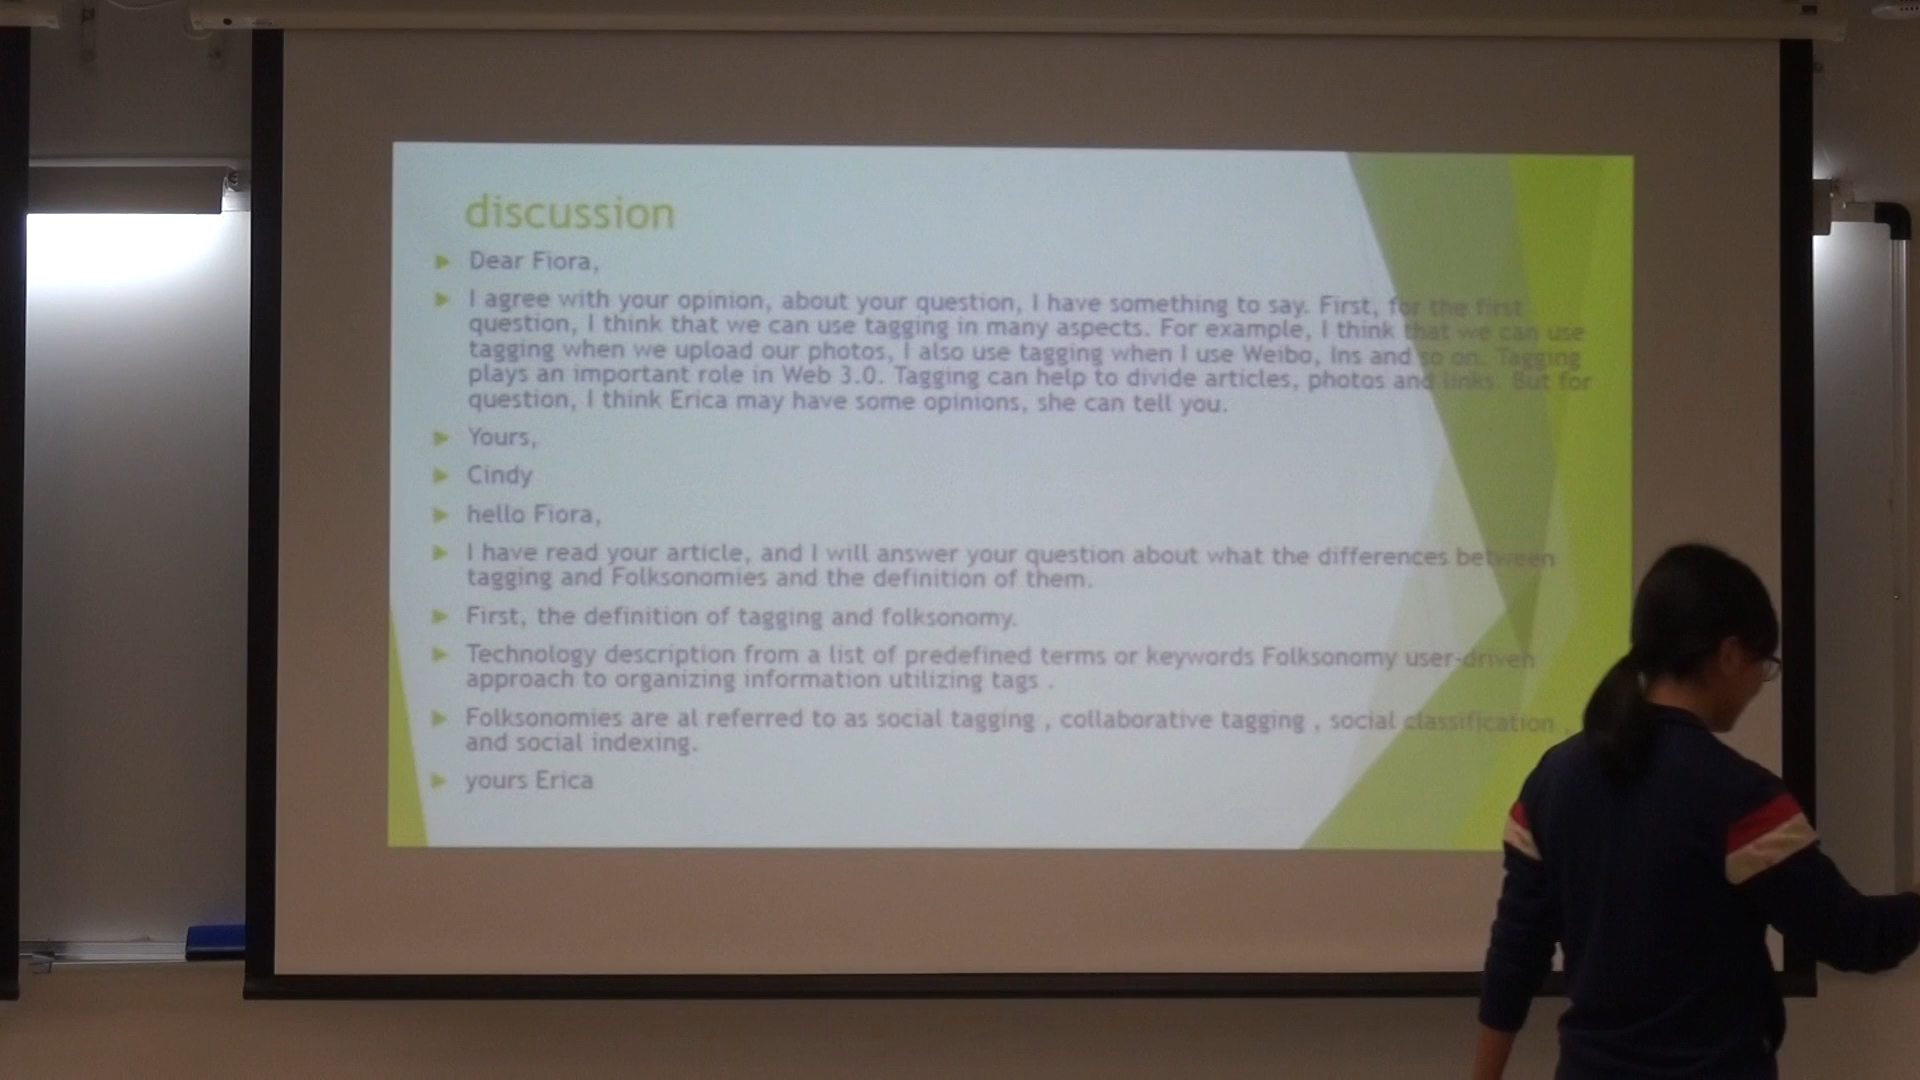 discussion
Dear Fiora,
I agree with your opinion, about your question, I have something to say. First, for the first
question, I think that we can use tagging in many aspects. For example, I think that we can use
tagging when we upload our photos, I also use tagging when I use Weibo, Ins and so on. Tagging
plays an important role in Web 3.0. Tagging can help to divide articles, photos and links. But for
question, I think Erica may have some opinions, she can tell you.
Yours,
Cindy
hello Fiora,
I have read your article, and I will answer your question about what the differences between
tagging and Folksonomies and the definition of them.
First, the definition of tagging and folksonomy.
Technology description from a list of predefined terms or keywords Folksonomy user-driven
approach to organizing information utilizing tags .
Folksonomies are al referred to as social tagging , collaborative tagging , social classification ,
and social indexing.
yours Erica